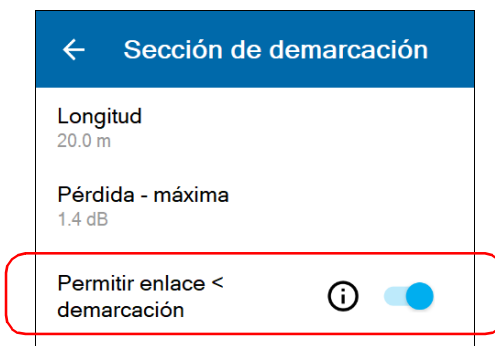 Sección de demarcación
Longitud
20.0 m
Pérdida - máxima
1.4 dB
Permitir enlace <
demarcación